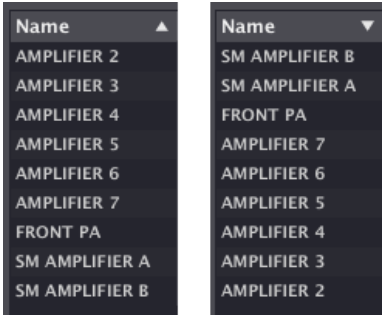 Name ▲
AMPLIFIER 2
AMPLIFIER 3
AMPLIFIER 4
AMPLIFIER 5
AMPLIFIER 6
AMPLIFIER 7
FRONT PA
SM AMPLIFIER A
SM AMPLIFIER B
Name ▼
SM AMPLIFIER B
SM AMPLIFIER A
FRONT PA
AMPLIFIER 7
AMPLIFIER 6
AMPLIFIER 5
AMPLIFIER 4
AMPLIFIER 3
AMPLIFIER 2